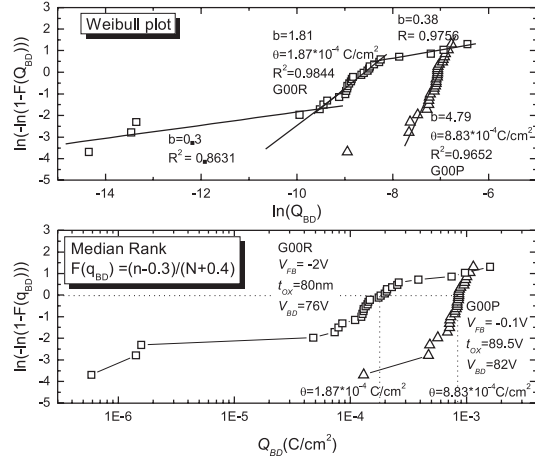 Weibull plot
b=1.81
θ=1.87*10⁻⁴ C/cm²
R²=0.9844
G00R
b=0.38
R= 0.9756
b=0.3
R² = 0.8631
b=4.79
θ=8.83*10⁻⁴C/cm²
R²=0.9652
G00P
ln(-ln(1-F(Q_BD)))
3
2
1
0
-1
-2
-3
-4
-5
-14
-12
-10
-8
-6
ln(Q_BD)
Median Rank
F(q_BD) =(n-0.3)/(N+0.4)
G00R
V_FB = -2V
t_OX=80nm
V_BD=76V
G00P
V_FB = -0.1V
t_OX=89.5V
V_BD=82V
θ=1.87*10⁻⁴ C/cm²
θ=8.83*10⁻⁴C/cm²
ln(-ln(1-F(q_BD)))
3
2
1
0
-1
-2
-3
-4
-5
1E-6
1E-5
1E-4
1E-3
Q_BD(C/cm²)